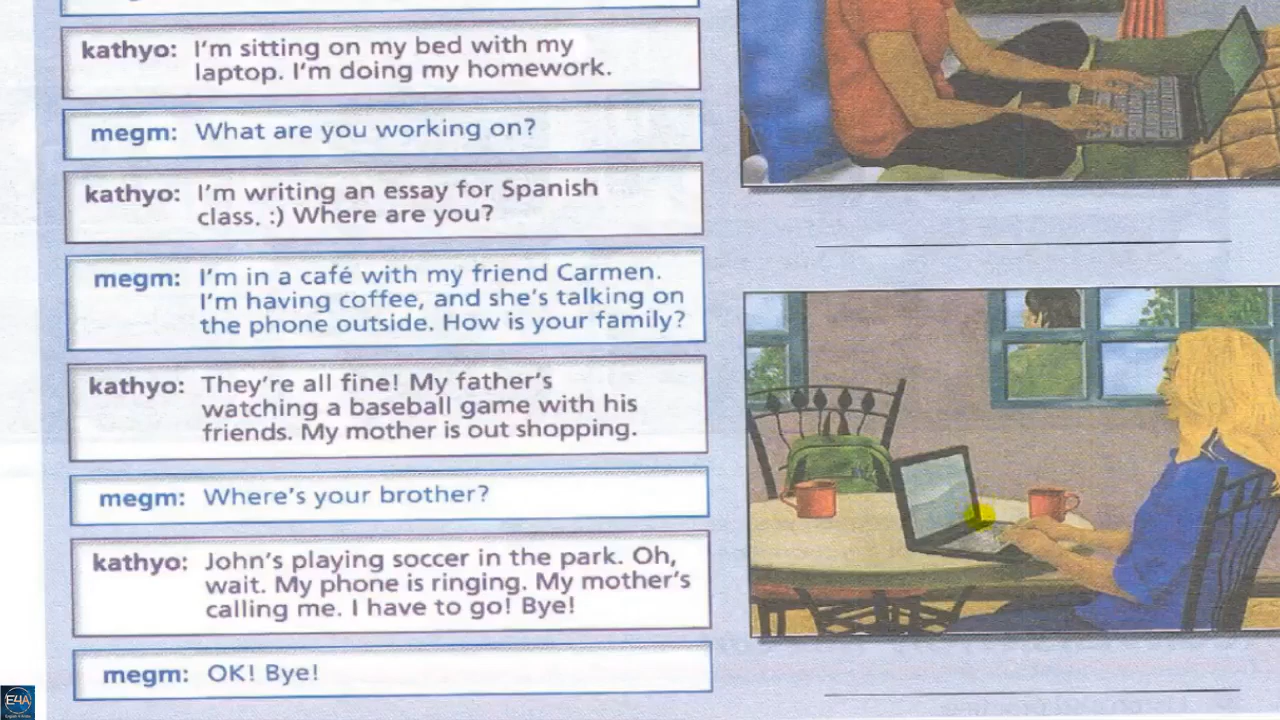 kathyo: I'm sitting on my bed with my
laptop. I'm doing my homework.
megm: What are you working on?
kathyo: I'm writing an essay for Spanish
class. :) Where are you?
megm: I'm in a café with my friend Carmen.
I'm having coffee, and she's talking on
the phone outside. How is your family?
kathyo: They're all fine! My father's
watching a baseball game with his
friends. My mother is out shopping.
megm: Where's your brother?
kathyo: John's playing soccer in the park. Oh,
wait. My phone is ringing. My mother's
calling me. I have to go! Bye!
megm: OK! Bye!
E4A